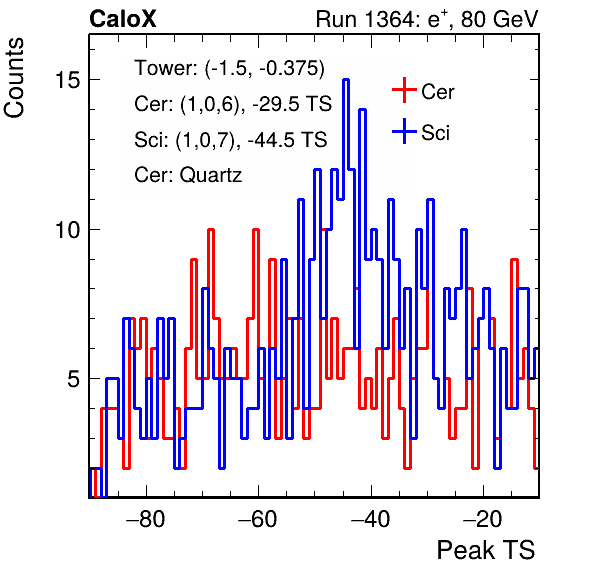 CaloX Run 1364: e⁺, 80 GeV
Counts
Tower: (-1.5, -0.375)
Cer: (1,0,6), -29.5 TS
Sci: (1,0,7), -44.5 TS
Cer: Quartz
Cer
Sci
15
10
5
−80 −60 −40 −20
Peak TS